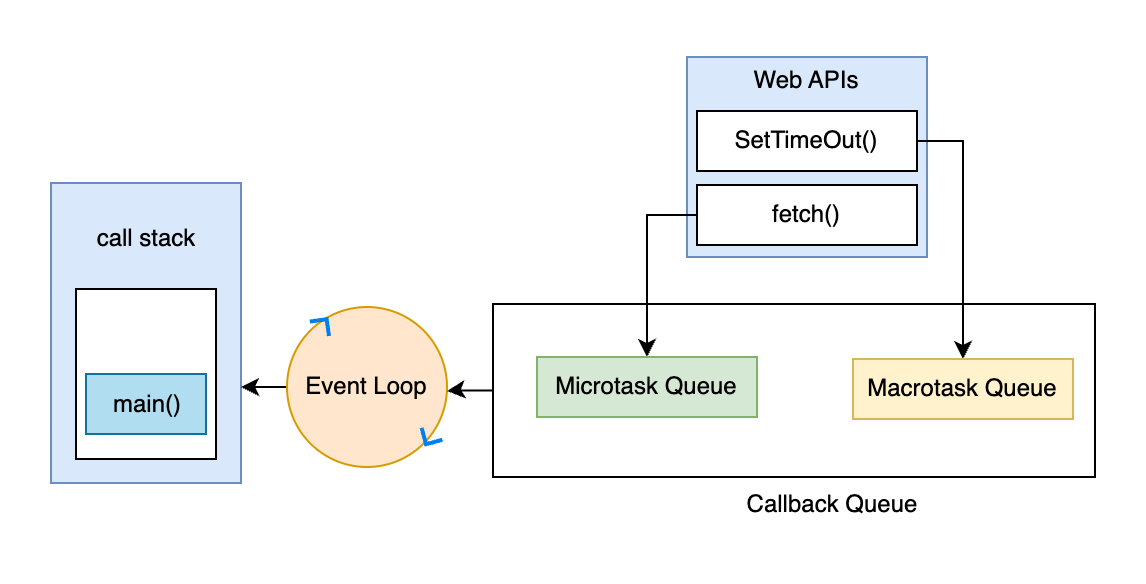 Web APIs
SetTimeOut()
fetch()
call stack
main()
Event Loop
Microtask Queue
Macrotask Queue
Callback Queue